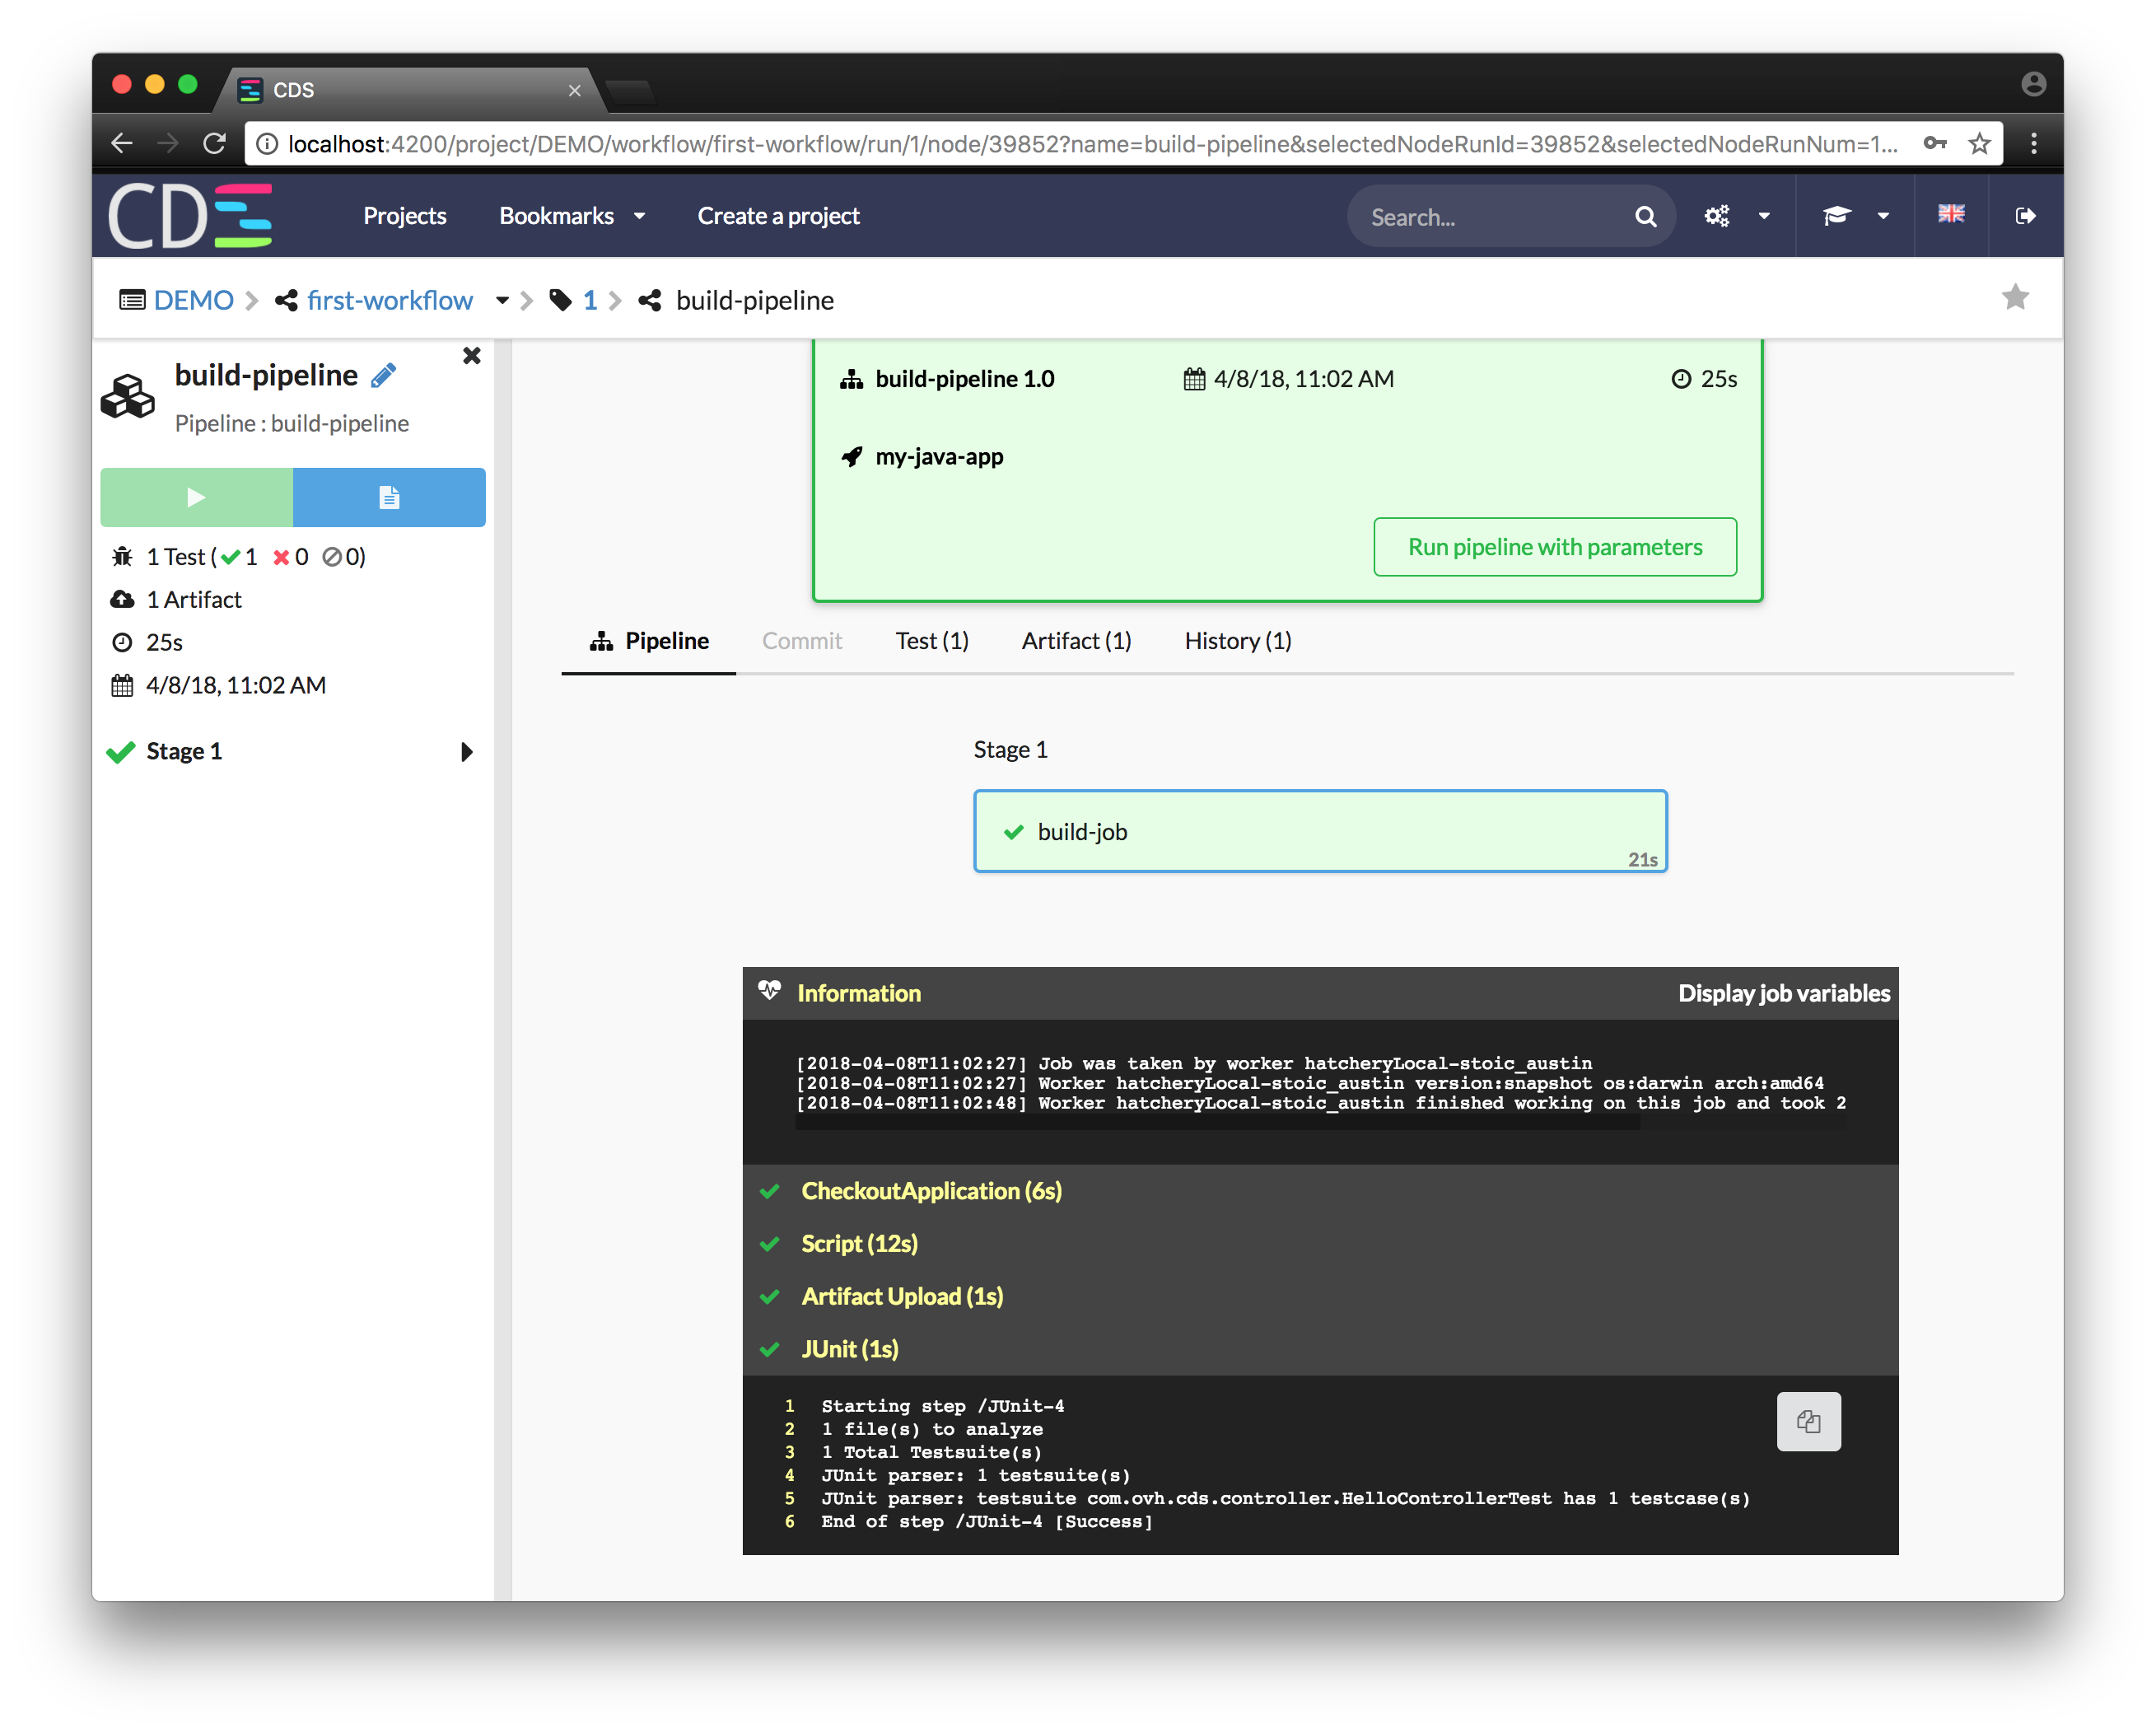 CDS
localhost:4200/project/DEMO/workflow/first-workflow/run/1/node/39852?name=build-pipeline&selectedNodeRunId=39852&selectedNodeRunNum=1...
CDS Projects Bookmarks Create a project Search...
DEMO first-workflow 1 build-pipeline
build-pipeline
Pipeline : build-pipeline
1 Test ( 1 0 0)
1 Artifact
25s
4/8/18, 11:02 AM
Stage 1
build-pipeline 1.0 4/8/18, 11:02 AM 25s
my-java-app
Run pipeline with parameters
Pipeline Commit Test (1) Artifact (1) History (1)
Stage 1
build-job
21s
Information Display job variables
[2018-04-08T11:02:27] Job was taken by worker hatcheryLocal-stoic_austin
[2018-04-08T11:02:27] Worker hatcheryLocal-stoic_austin version:snapshot os:darwin arch:amd64
[2018-04-08T11:02:48] Worker hatcheryLocal-stoic_austin finished working on this job and took 2
CheckoutApplication (6s)
Script (12s)
Artifact Upload (1s)
JUnit (1s)
1 Starting step /JUnit-4
2 1 file(s) to analyze
3 1 Total Testsuite(s)
4 JUnit parser: 1 testsuite(s)
5 JUnit parser: testsuite com.ovh.cds.controller.HelloControllerTest has 1 testcase(s)
6 End of step /JUnit-4 [Success]